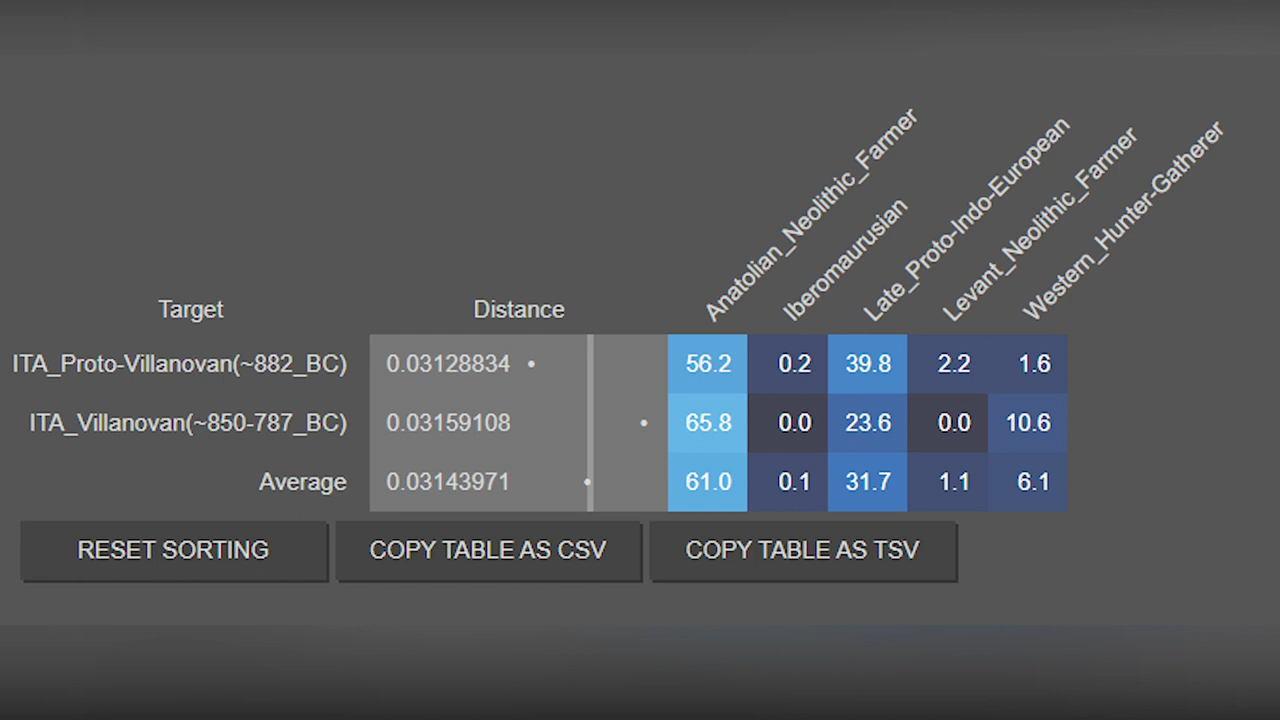 Anatolian_Neolithic_Farmer
Iberomaurusian
Late_Proto-Indo-European
Levant_Neolithic_Farmer
Western_Hunter-Gatherer
Target Distance
ITA_Proto-Villanovan(~882_BC) 0.03128834 56.2 0.2 39.8 2.2 1.6
ITA_Villanovan(~850-787_BC) 0.03159108 65.8 0.0 23.6 0.0 10.6
Average 0.03143971 61.0 0.1 31.7 1.1 6.1
RESET SORTING COPY TABLE AS CSV COPY TABLE AS TSV